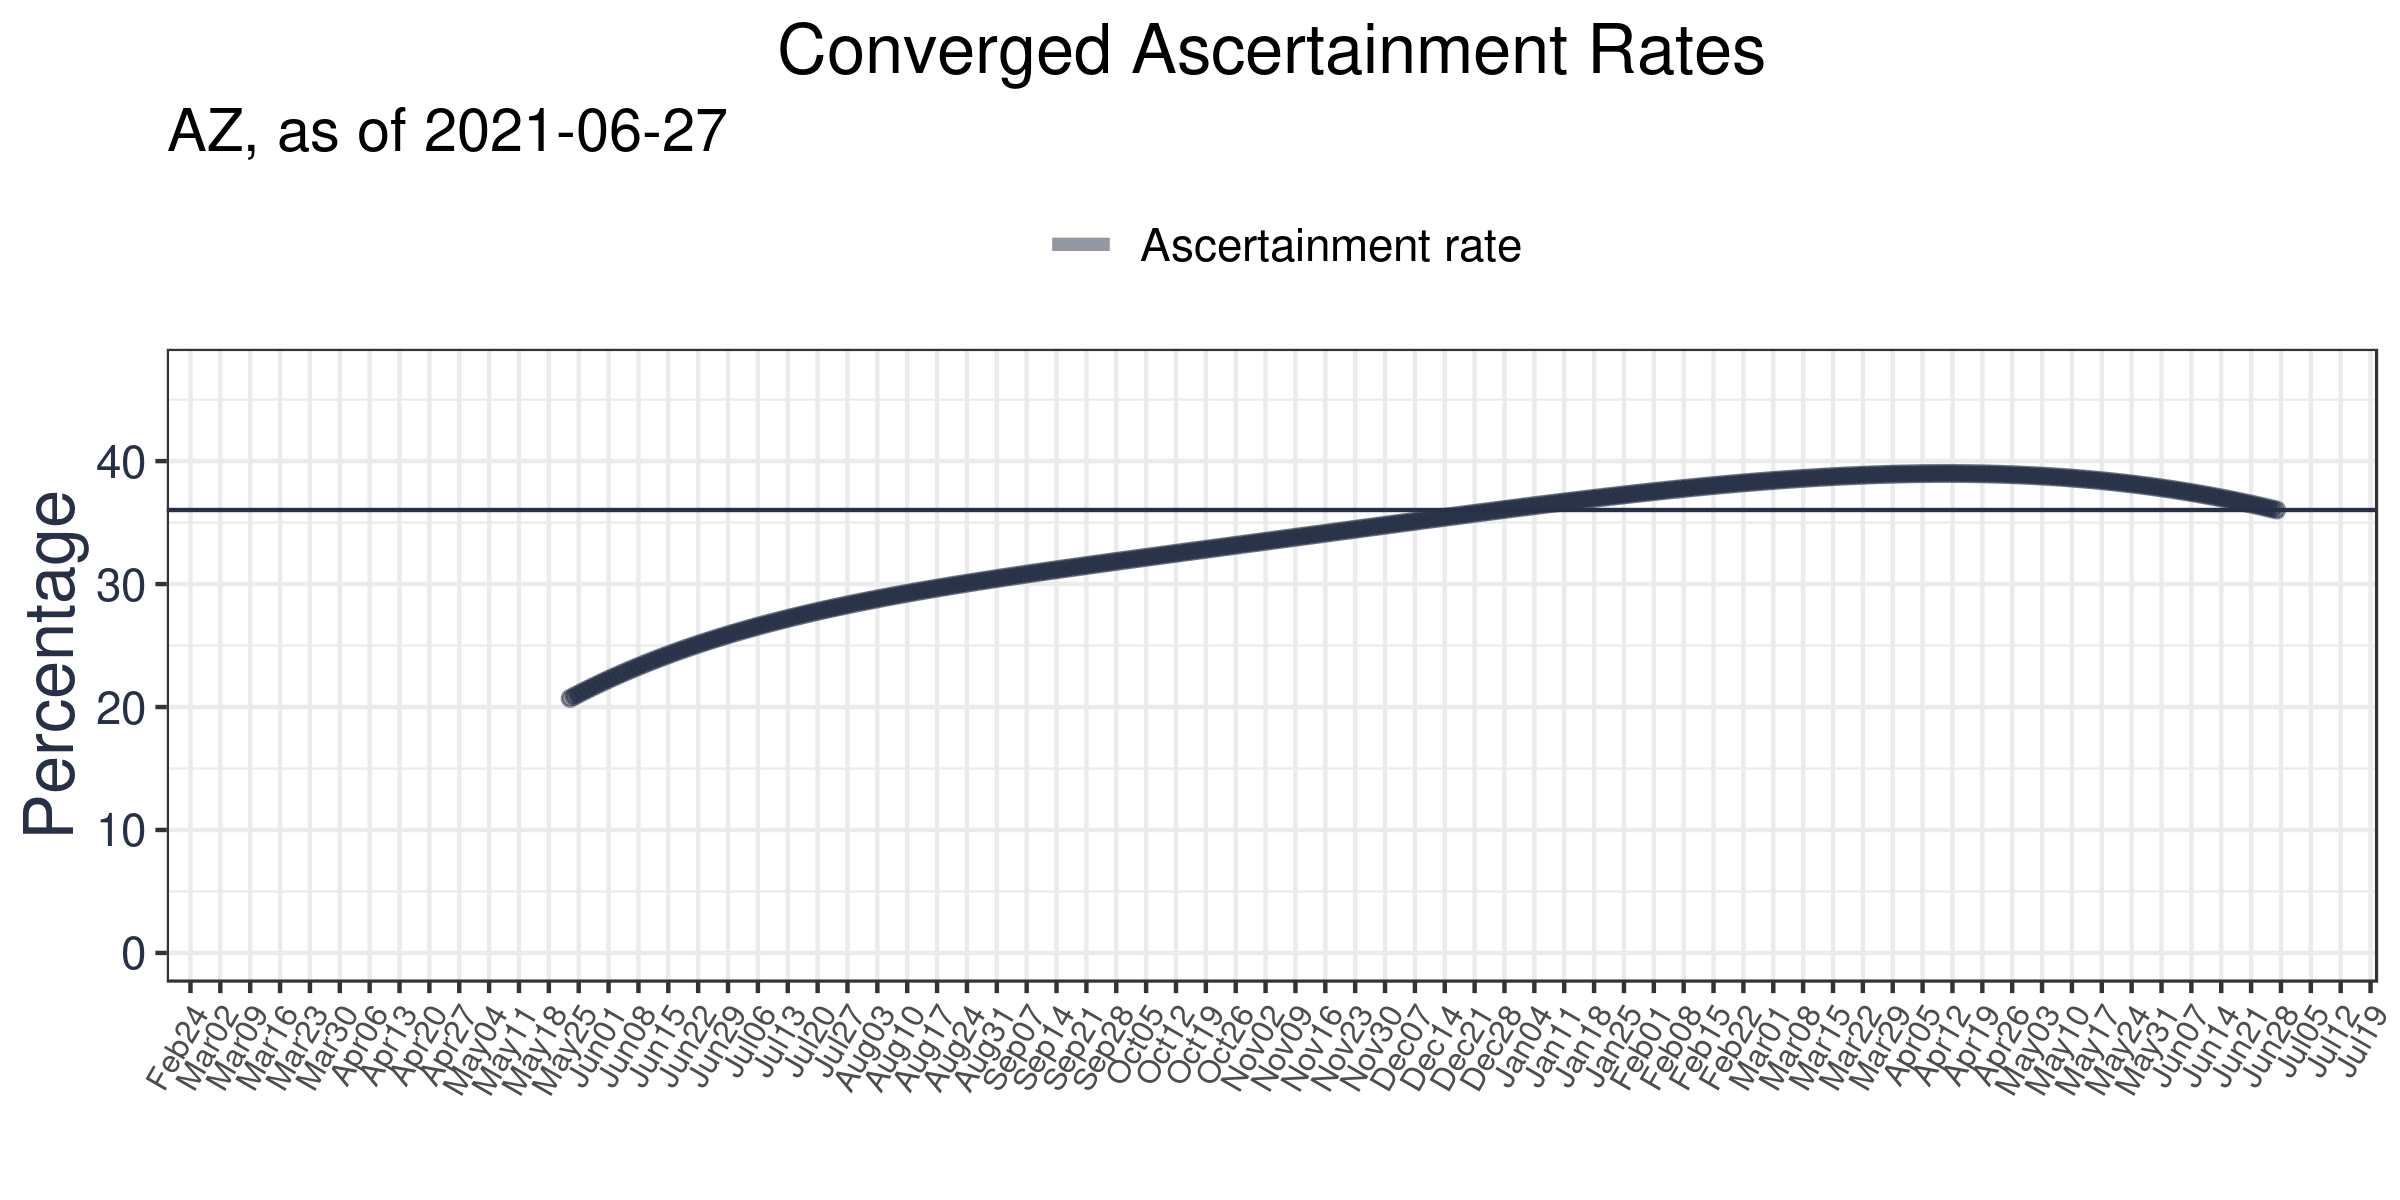 Converged Ascertainment Rates
AZ, as of 2021-06-27
Ascertainment rate
Percentage
40
30
20
10
0
Feb24
Mar02
Mar09
Mar16
Mar23
Mar30
Apr06
Apr13
Apr20
Apr27
May04
May11
May18
May25
Jun01
Jun08
Jun15
Jun22
Jun29
Jul06
Jul13
Jul20
Jul27
Aug03
Aug10
Aug17
Aug24
Aug31
Sep07
Sep14
Sep21
Sep28
Oct05
Oct12
Oct19
Oct26
Nov02
Nov09
Nov16
Nov23
Nov30
Dec07
Dec14
Dec21
Dec28
Jan04
Jan11
Jan18
Jan25
Feb01
Feb08
Feb15
Feb22
Mar01
Mar08
Mar15
Mar22
Mar29
Apr05
Apr12
Apr19
Apr26
May03
May10
May17
May24
May31
Jun07
Jun14
Jun21
Jun28
Jul05
Jul12
Jul19